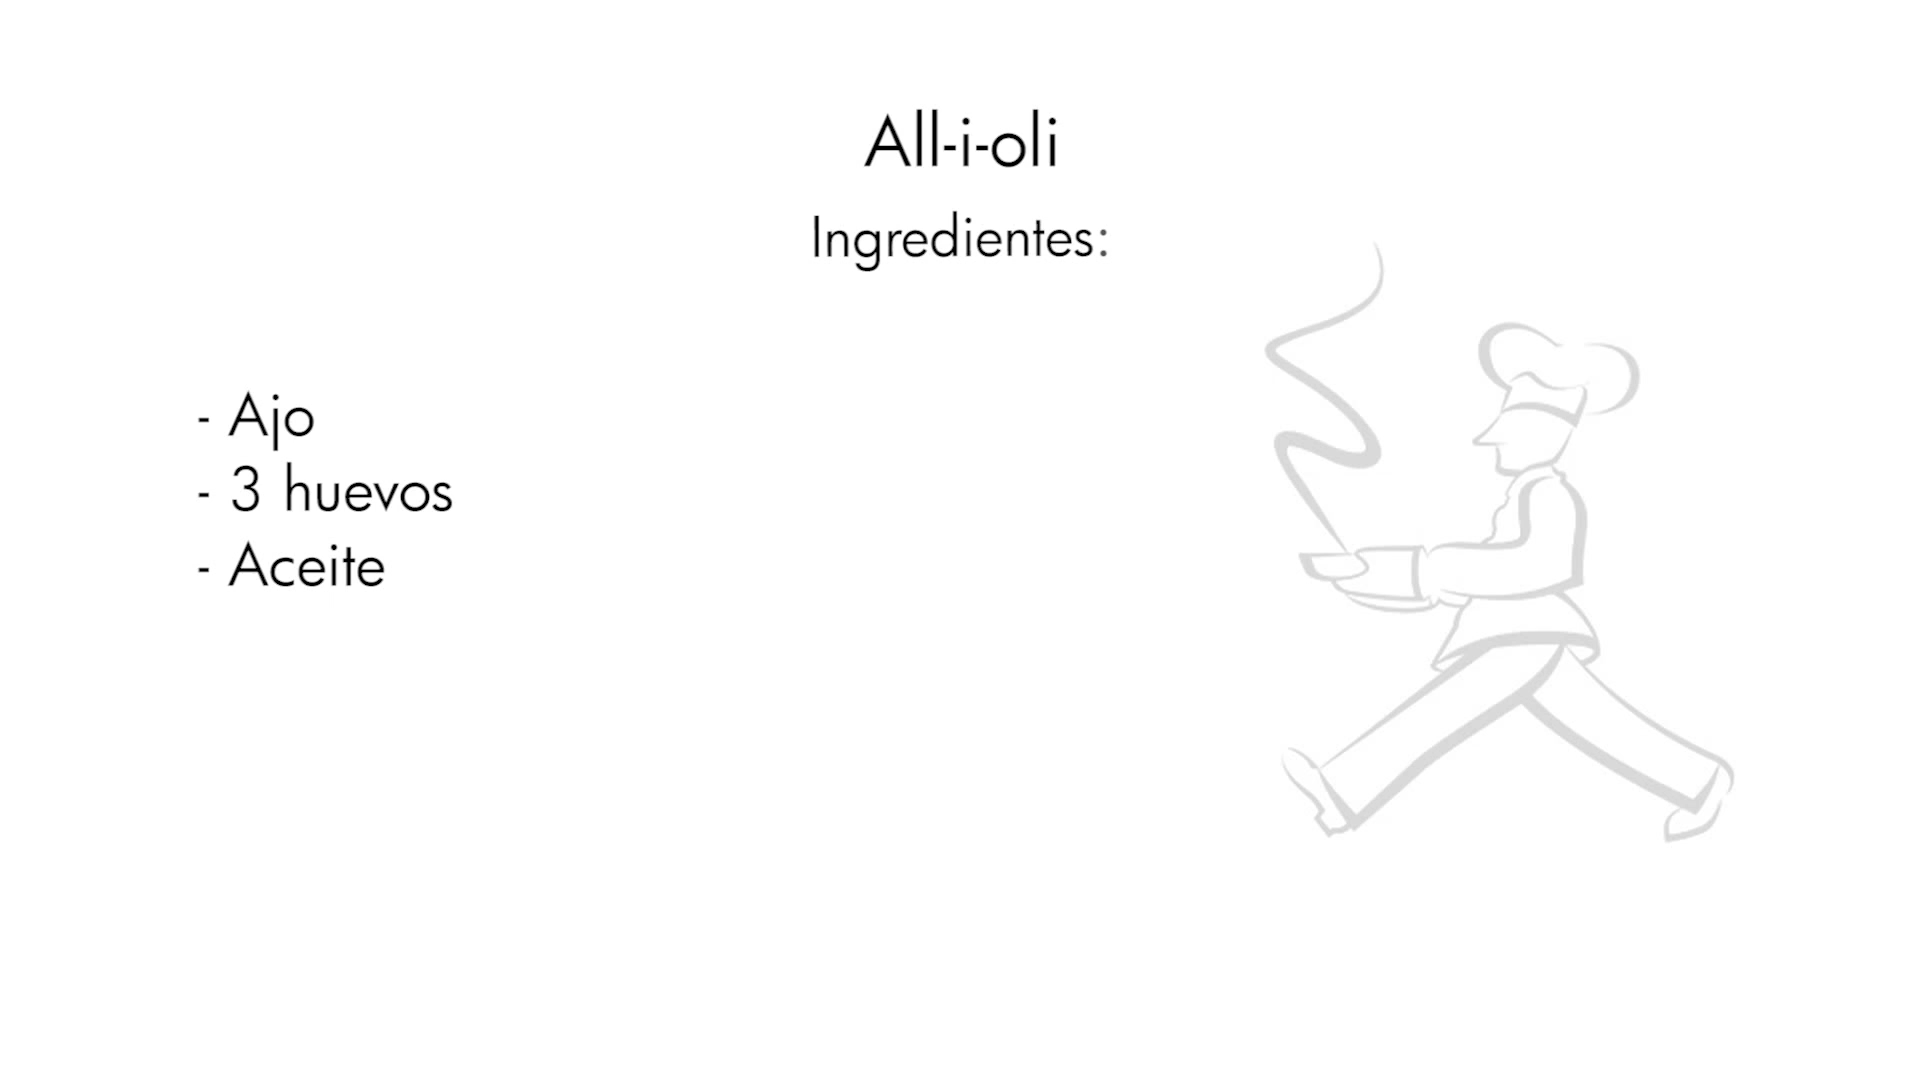 All-i-oli
Ingredientes:
- Ajo
- 3 huevos
- Aceite